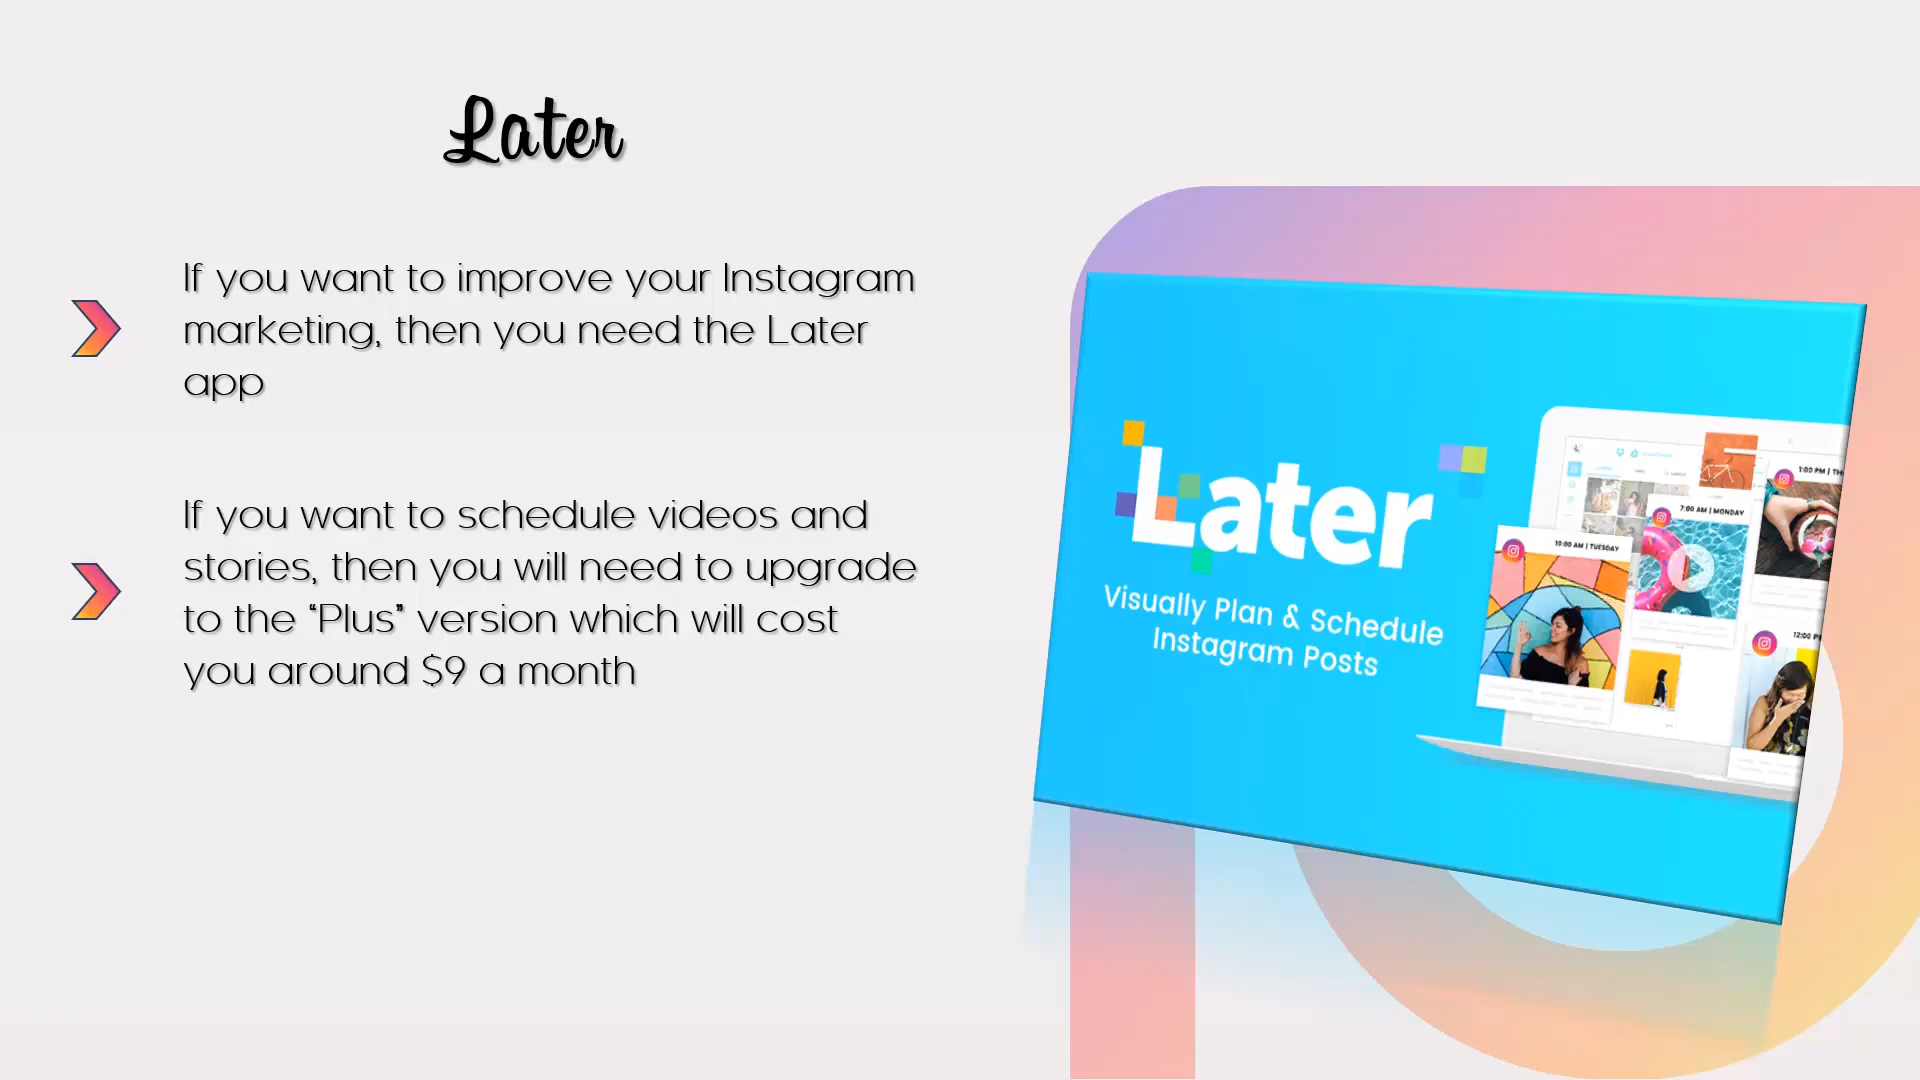 Later
If you want to improve your Instagram
marketing, then you need the Later
app
If you want to schedule videos and
stories, then you will need to upgrade
to the “Plus” version which will cost
you around $9 a month
Later
Visually Plan & Schedule
Instagram Posts
10:00 AM | TUESDAY
7:00 AM | MONDAY
1:00 PM | TH
12:00 P